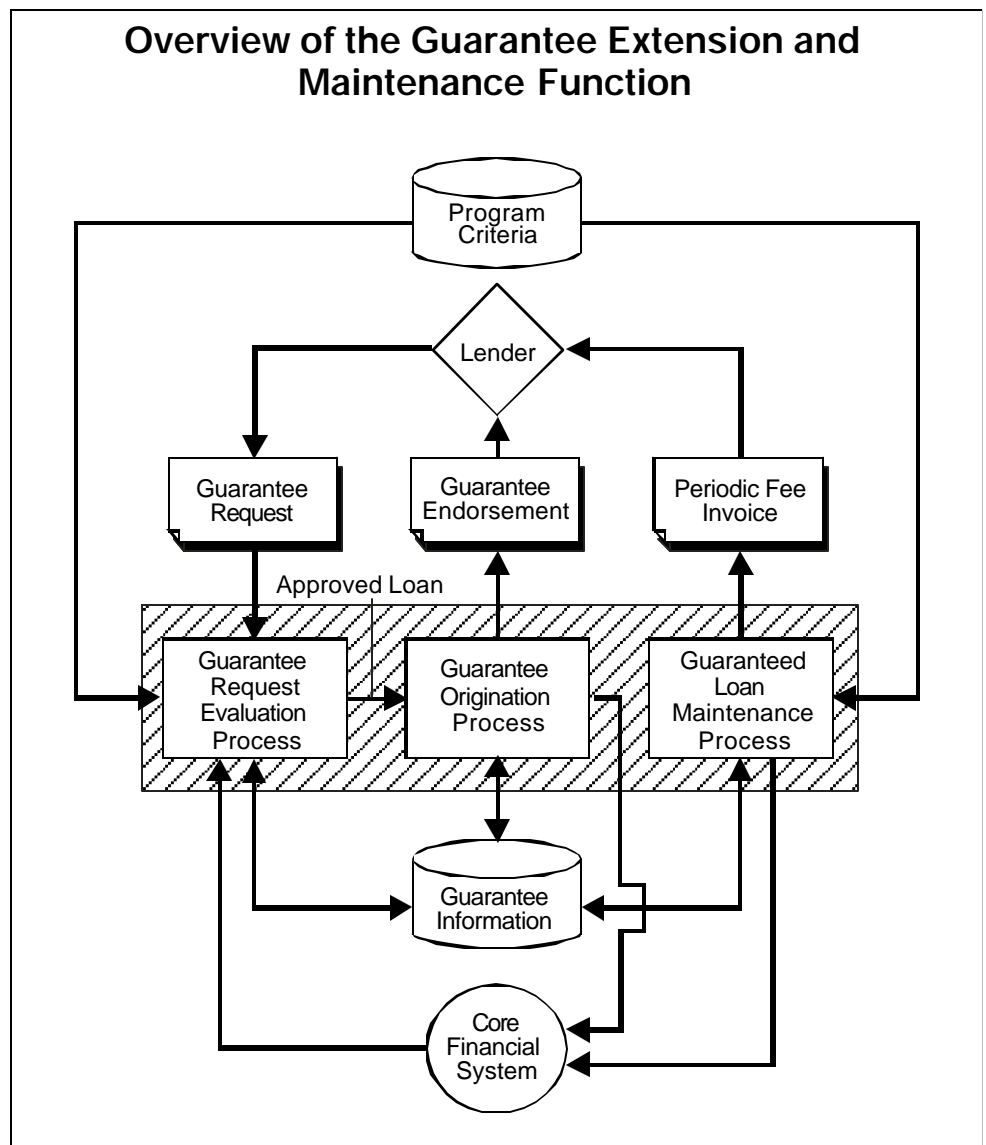 Overview of the Guarantee Extension and
Maintenance Function
Program
Criteria
Lender
Guarantee
Request
Guarantee
Endorsement
Periodic Fee
Invoice
Approved Loan
Guarantee
Request
Evaluation
Process
Guarantee
Origination
Process
Guaranteed
Loan
Maintenance
Process
Guarantee
Information
Core
Financial
System